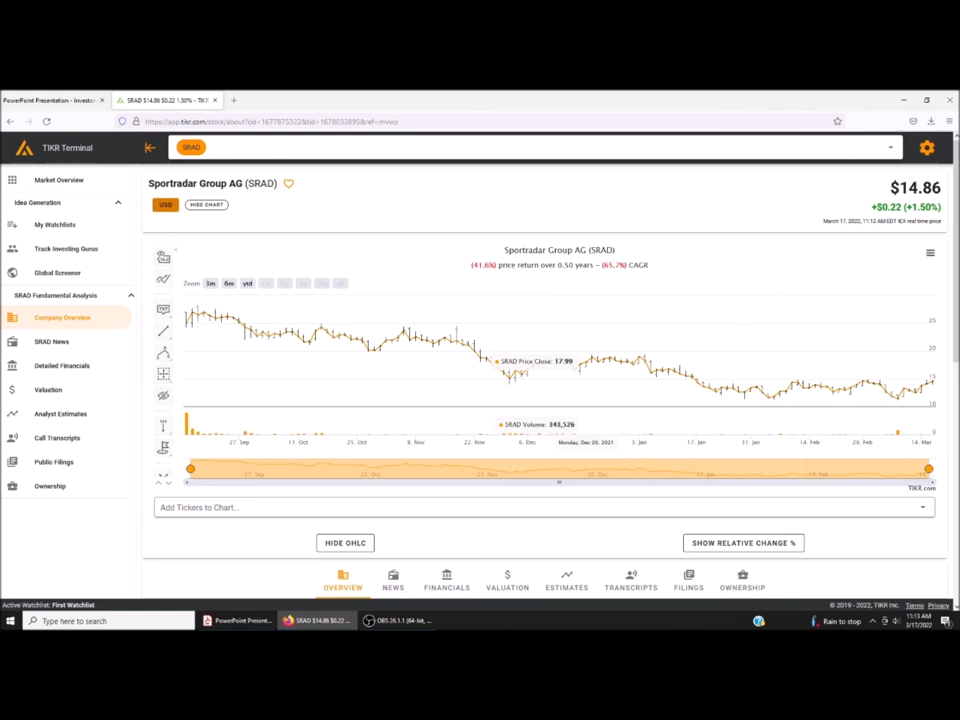 PowerPoint Presentation - Investor
SRAD $14.86 $0.22 1.50% - TIKR T
TIKR Terminal
SRAD
Market Overview
Idea Generation
My Watchlists
Track Investing Gurus
Global Screener
SRAD Fundamental Analysis
Company Overview
SRAD News
Detailed Financials
Valuation
Analyst Estimates
Call Transcripts
Public Filings
Ownership
Sportradar Group AG (SRAD)
USD
HIDE CHART
$14.86
+$0.22 (+1.50%)
March 17, 2022, 11:12 AM EDT IEX real time price
Sportradar Group AG (SRAD)
(41.6%) price return over 0.50 years – (65.7%) CAGR
Zoom 3m 6m ytd
TXT
25
20
15
10
SRAD Price Close: 17.99
SRAD Volume: 343,526
0
27. Sep 11. Oct 25. Oct 8. Nov 22. Nov 6. Dec Monday, Dec 20, 2021 3. Jan 17. Jan 31. Jan 14. Feb 28. Feb 14. Mar
TIKR.com
Add Tickers to Chart...
HIDE OHLC
SHOW RELATIVE CHANGE %
OVERVIEW NEWS FINANCIALS VALUATION ESTIMATES TRANSCRIPTS FILINGS OWNERSHIP
Active Watchlist: First Watchlist
© 2019 - 2022, TIKR Inc. Terms Privacy
Type here to search
PowerPoint Present...
SRAD $14.86 $0.22 ...
OBS 26.1.1 (64-bit, ...
Rain to stop
11:13 AM
3/17/2022